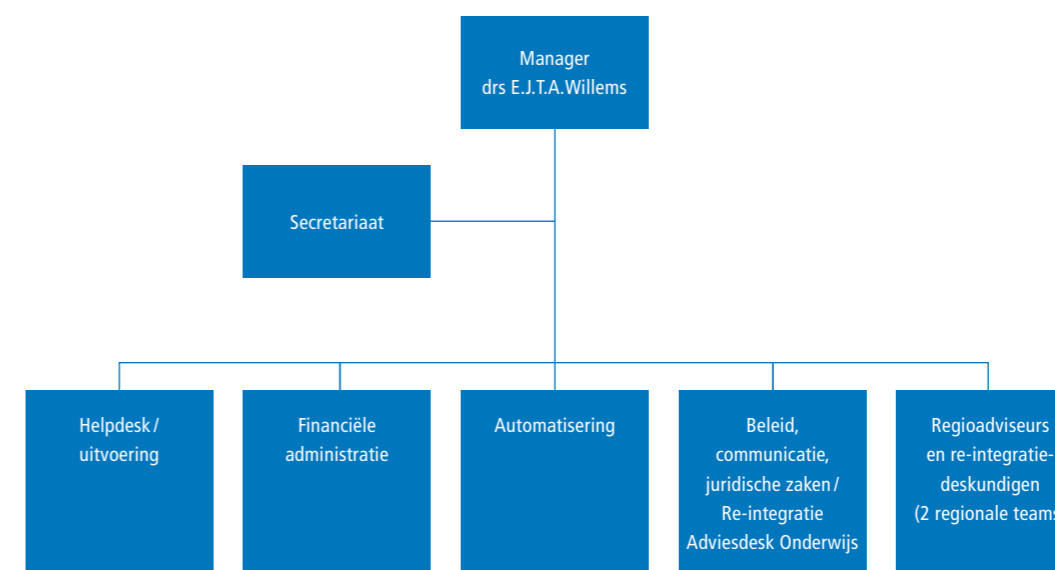 Manager
drs E.J.T.A.Willems
Secretariaat
Helpdesk /
uitvoering
Financiële
administratie
Automatisering
Beleid,
communicatie,
juridische zaken /
Re-integratie
Adviesdesk Onderwijs
Regioadviseurs
en re-integratie-
deskundigen
(2 regionale teams